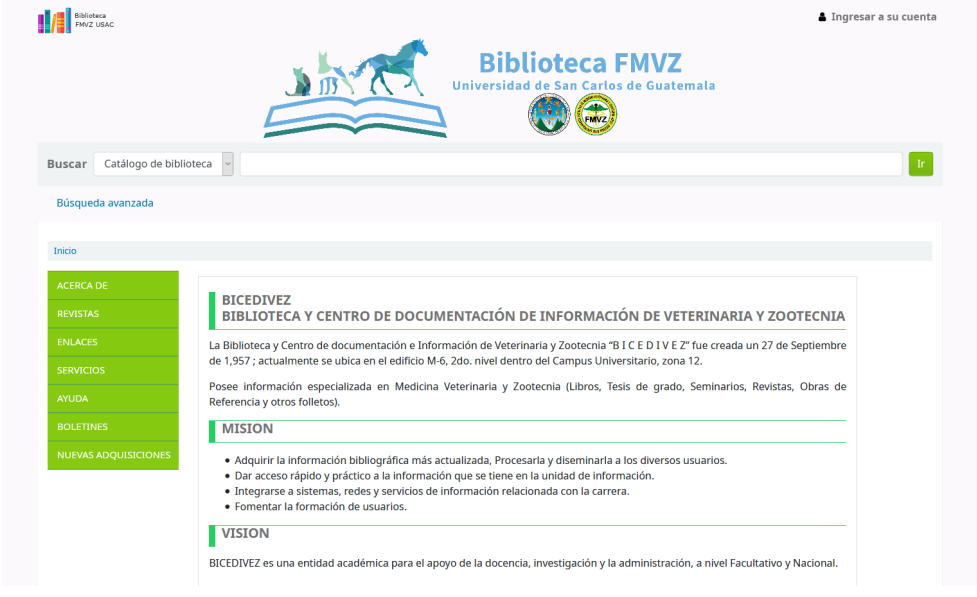 Biblioteca
FMVZ USAC
Ingresar a su cuenta
Biblioteca FMVZ
Universidad de San Carlos de Guatemala
FMVZ
Buscar
Catálogo de biblioteca
Ir
Búsqueda avanzada
Inicio
ACERCA DE
REVISTAS
ENLACES
SERVICIOS
AYUDA
BOLETINES
NUEVAS ADQUISICIONES
BICEDIVEZ
BIBLIOTECA Y CENTRO DE DOCUMENTACIÓN DE INFORMACIÓN DE VETERINARIA Y ZOOTECNIA
La Biblioteca y Centro de documentación e Información de Veterinaria y Zootecnia “B I C E D I V E Z” fue creada un 27 de Septiembre
de 1,957 ; actualmente se ubica en el edificio M-6, 2do. nivel dentro del Campus Universitario, zona 12.
Posee información especializada en Medicina Veterinaria y Zootecnia (Libros, Tesis de grado, Seminarios, Revistas, Obras de
Referencia y otros folletos).
MISION
• Adquirir la información bibliográfica más actualizada, Procesarla y diseminarla a los diversos usuarios.
• Dar acceso rápido y práctico a la información que se tiene en la unidad de información.
• Integrarse a sistemas, redes y servicios de información relacionada con la carrera.
• Fomentar la formación de usuarios.
VISION
BICEDIVEZ es una entidad académica para el apoyo de la docencia, investigación y la administración, a nivel Facultativo y Nacional.